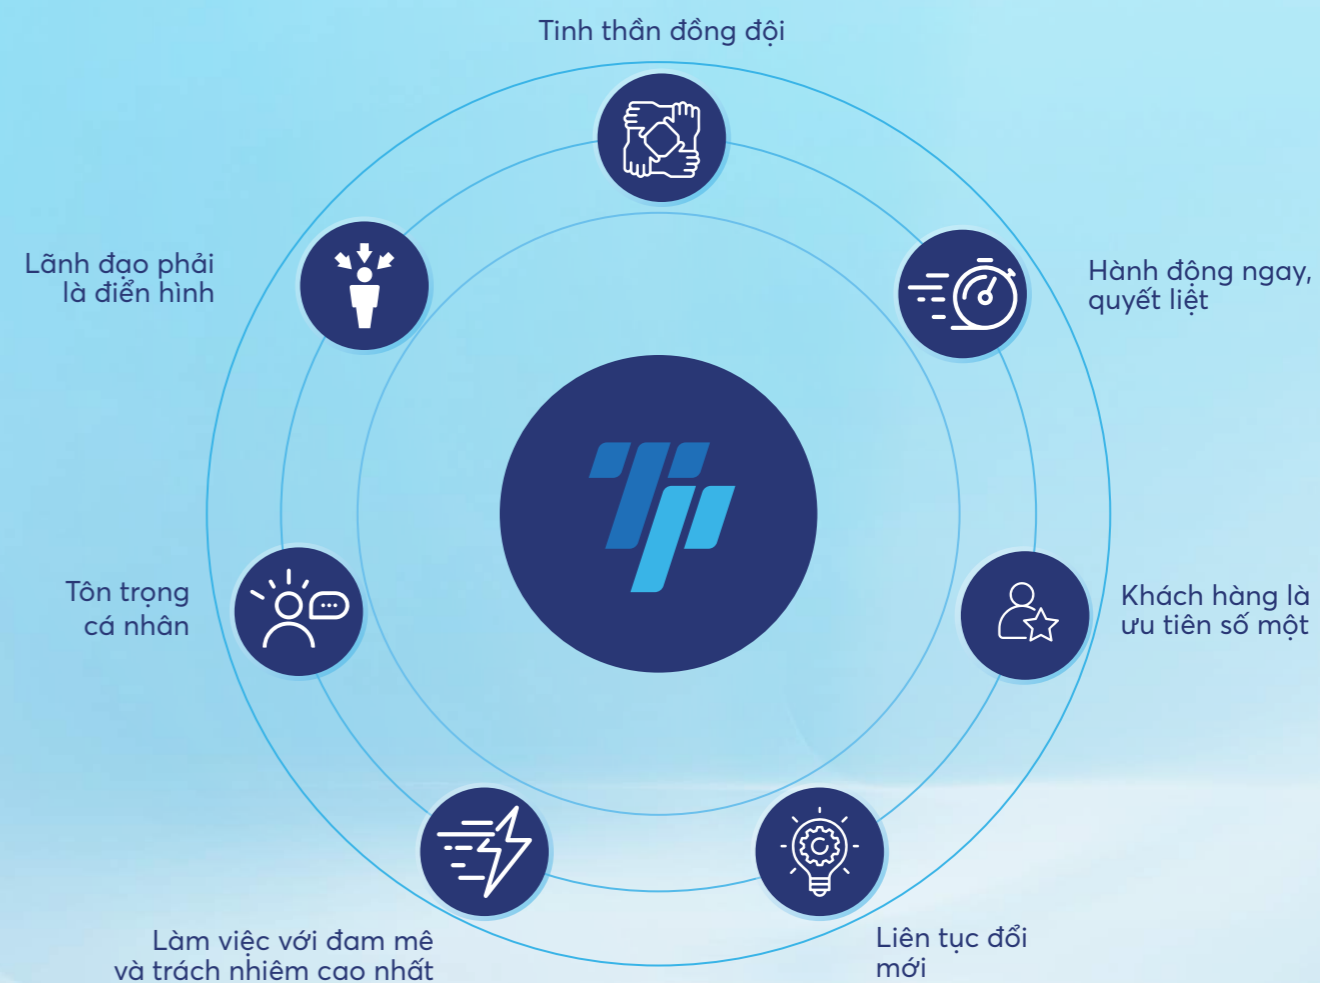 Tinh thần đồng đội
Lãnh đạo phải
là điển hình
Hành động ngay,
quyết liệt
Tôn trọng
cá nhân
Khách hàng là
ưu tiên số một
Làm việc với đam mê
và trách nhiệm cao nhất
Liên tục đổi
mới